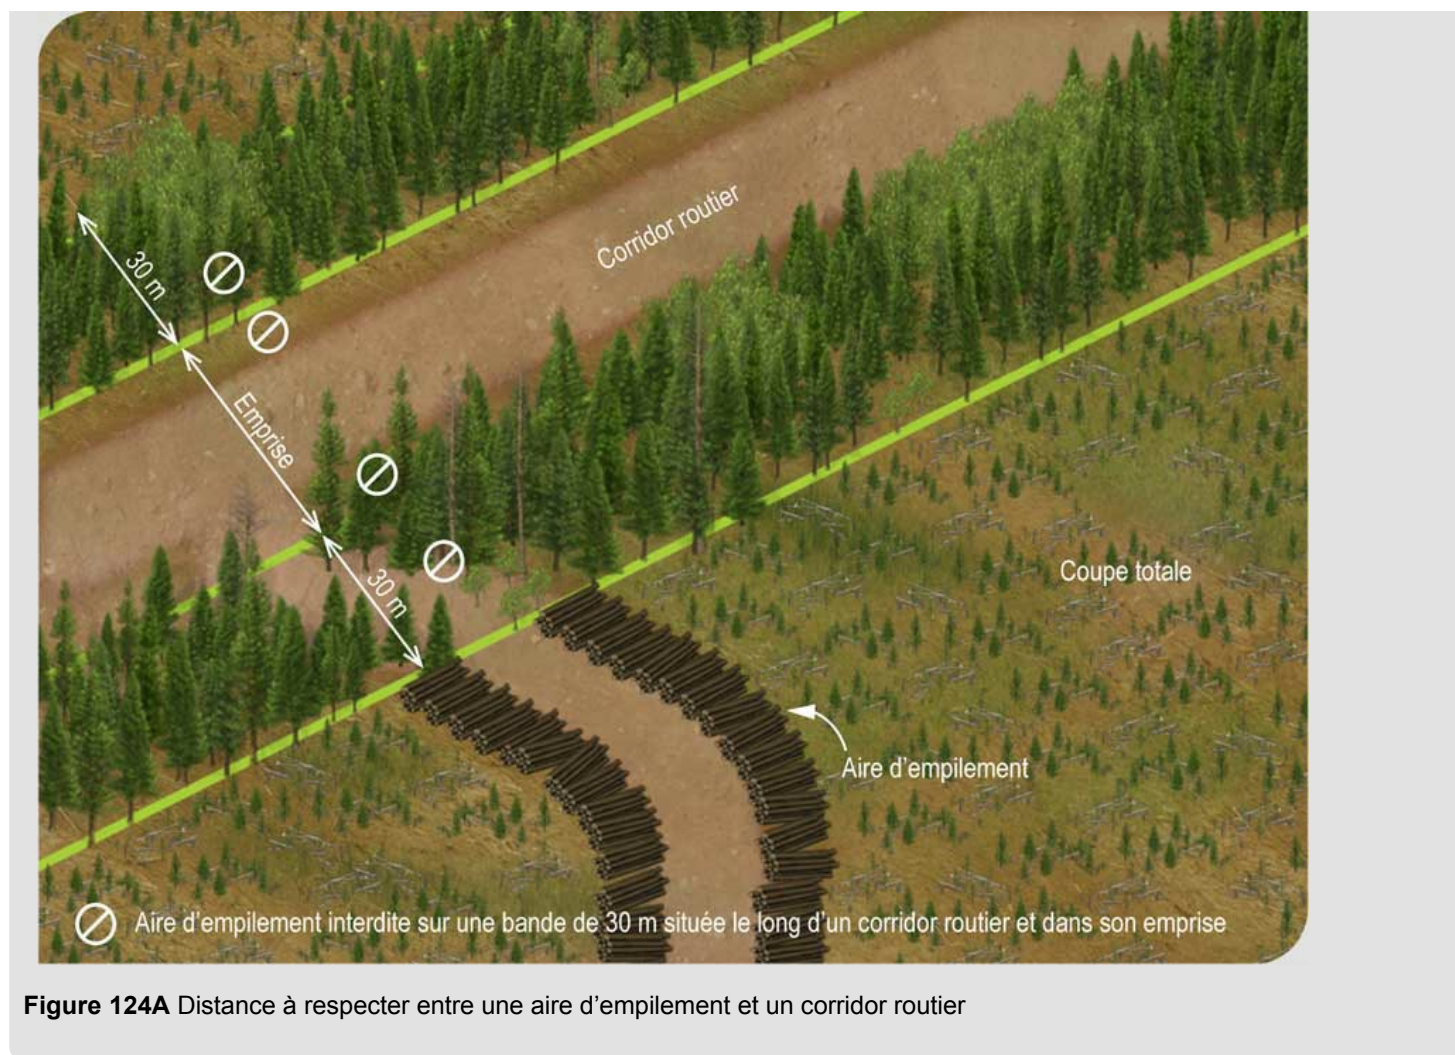 Corridor routier
30 m
Emprise
30 m
Coupe totale
Aire d'empilement
Aire d'empilement interdite sur une bande de 30 m située le long d'un corridor routier et dans son emprise
Figure 124A Distance à respecter entre une aire d'empilement et un corridor routier